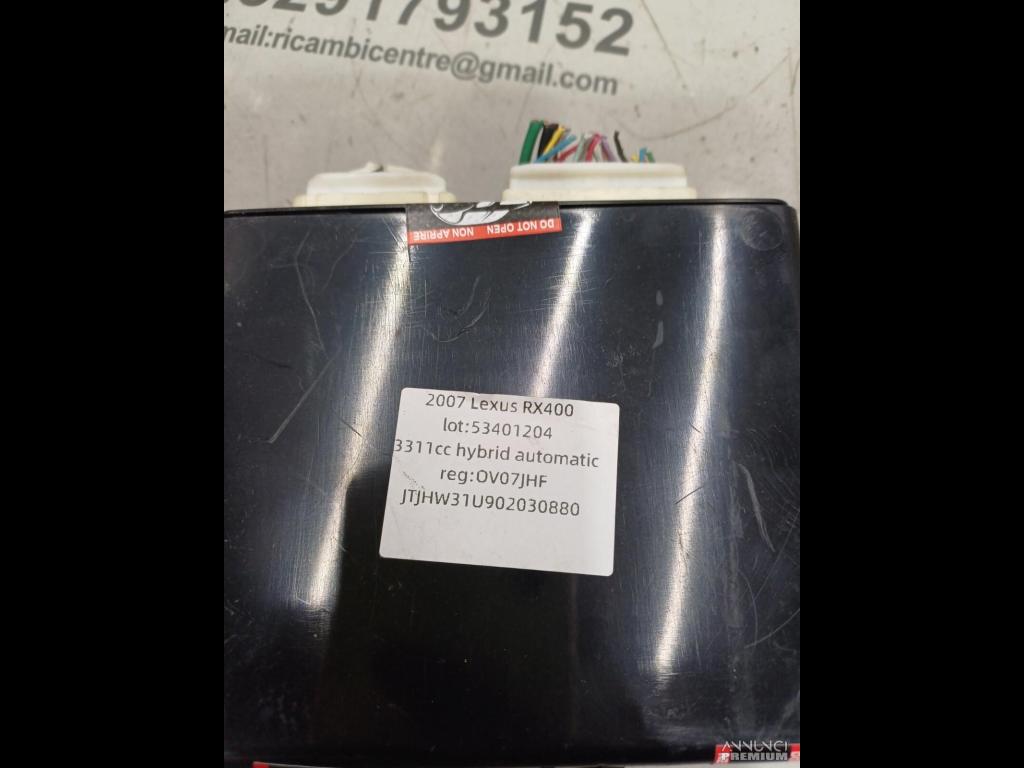 3291793152
mail:ricambicentre@gmail.com
DO NOT OPEN NON APRIRE
2007 Lexus RX400
lot:53401204
3311cc hybrid automatic
reg:OV07JHF
JTJHW31U902030880
ANNUNCI
PREMIUM